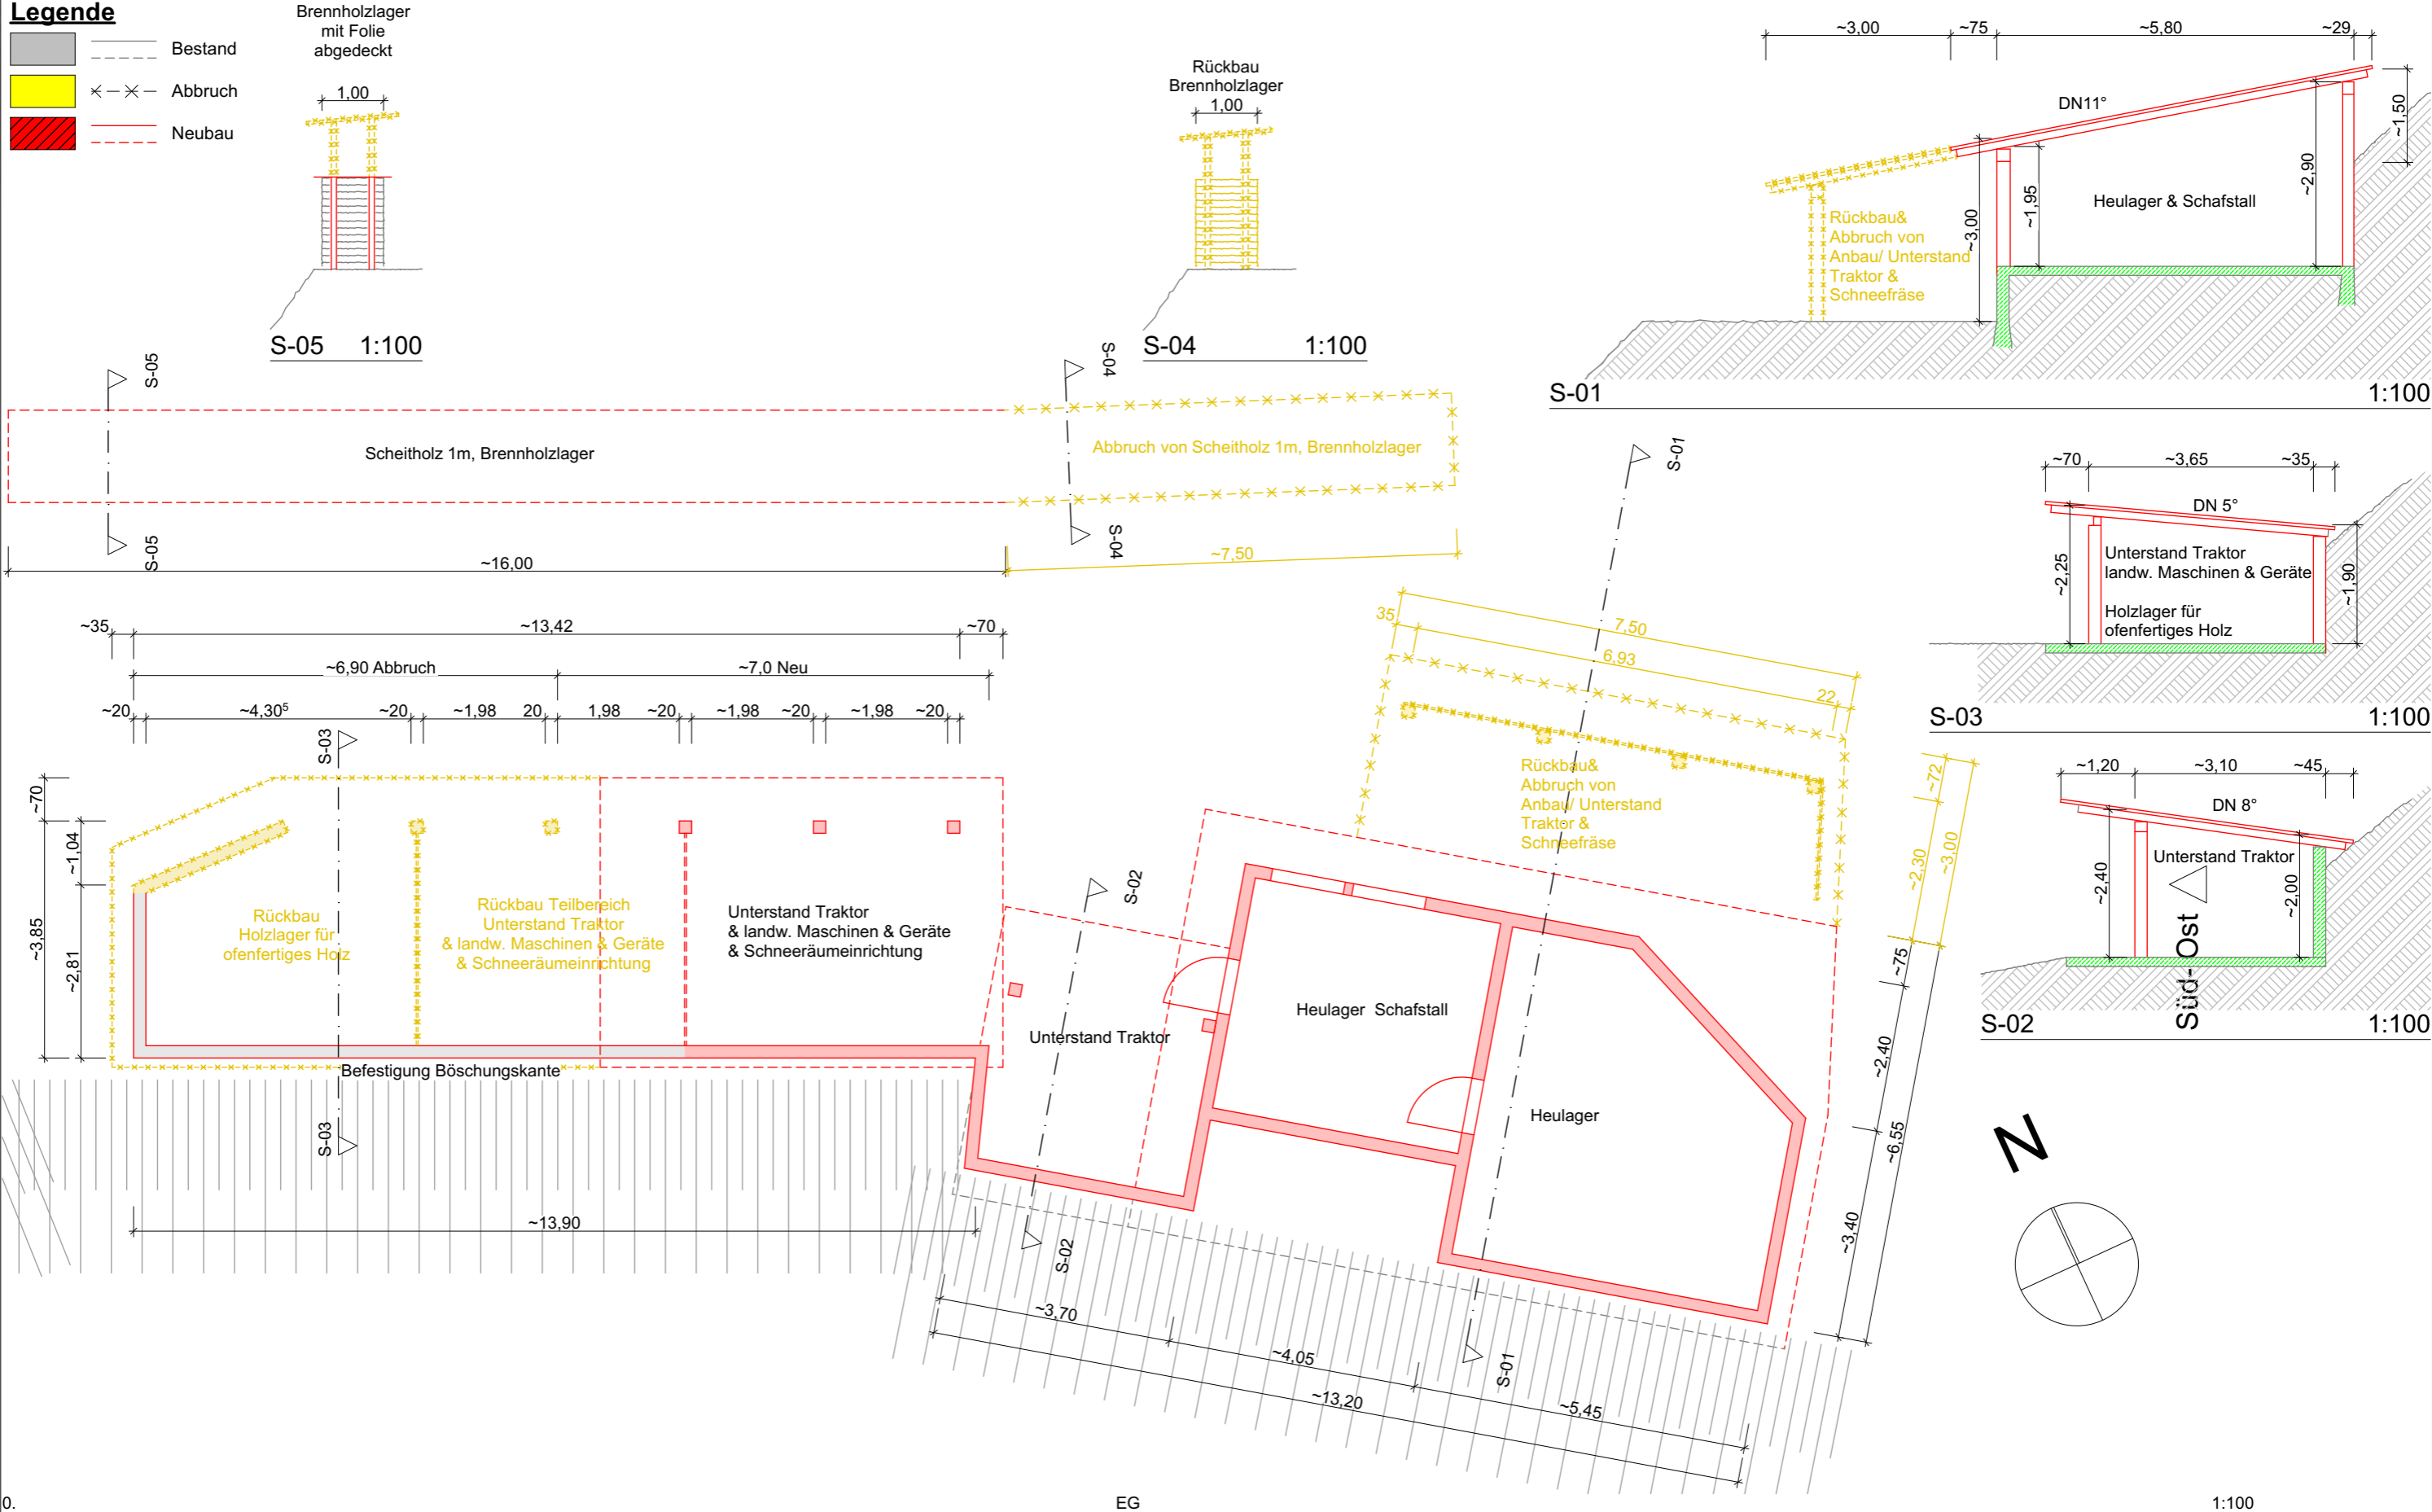 Legende
Bestand
Abbruch
Neubau
Brennholzlager
mit Folie
abgedeckt
1,00
S-05 1:100
Rückbau
Brennholzlager
1,00
S-04 1:100
~3,00 ~75 ~5,80 ~29
DN11°
~1,50
~2,90
~1,95
~3,00
Heulager & Schafstall
Rückbau&
Abbruch von
Anbau/ Unterstand
Traktor &
Schneefräse
S-01 1:100
S-05
S-04
Scheitholz 1m, Brennholzlager
Abbruch von Scheitholz 1m, Brennholzlager
S-05
S-04
~16,00
~7,50
S-01
~70 ~3,65 ~35
DN 5°
~2,25
~1,90
Unterstand Traktor
landw. Maschinen & Geräte
Holzlager für
ofenfertiges Holz
S-03 1:100
~35 ~13,42 ~70
~6,90 Abbruch ~7,0 Neu
~20 ~4,30⁵ ~20 ~1,98 20 1,98 ~20 ~1,98 ~20 ~1,98 ~20
S-03
35 7,50
6,93
22
~72
~2,30
~3,00
Rückbau&
Abbruch von
Anbau/ Unterstand
Traktor &
Schneefräse
~1,20 ~3,10 ~45
DN 8°
~2,40
~2,00
Unterstand Traktor
Süd- Ost
S-02 1:100
~70
~1,04
~3,85
~2,81
Rückbau
Holzlager für
ofenfertiges Holz
Rückbau Teilbereich
Unterstand Traktor
& landw. Maschinen & Geräte
& Schneeräumeinrichtung
Unterstand Traktor
& landw. Maschinen & Geräte
& Schneeräumeinrichtung
S-02
Unterstand Traktor
Heulager Schafstall
Heulager
~75
~2,40
~6,55
~3,40
Befestigung Böschungskante
S-03
~13,90
S-02
S-01
~3,70
~4,05
~13,20
~5,45
N
0.
EG
1:100